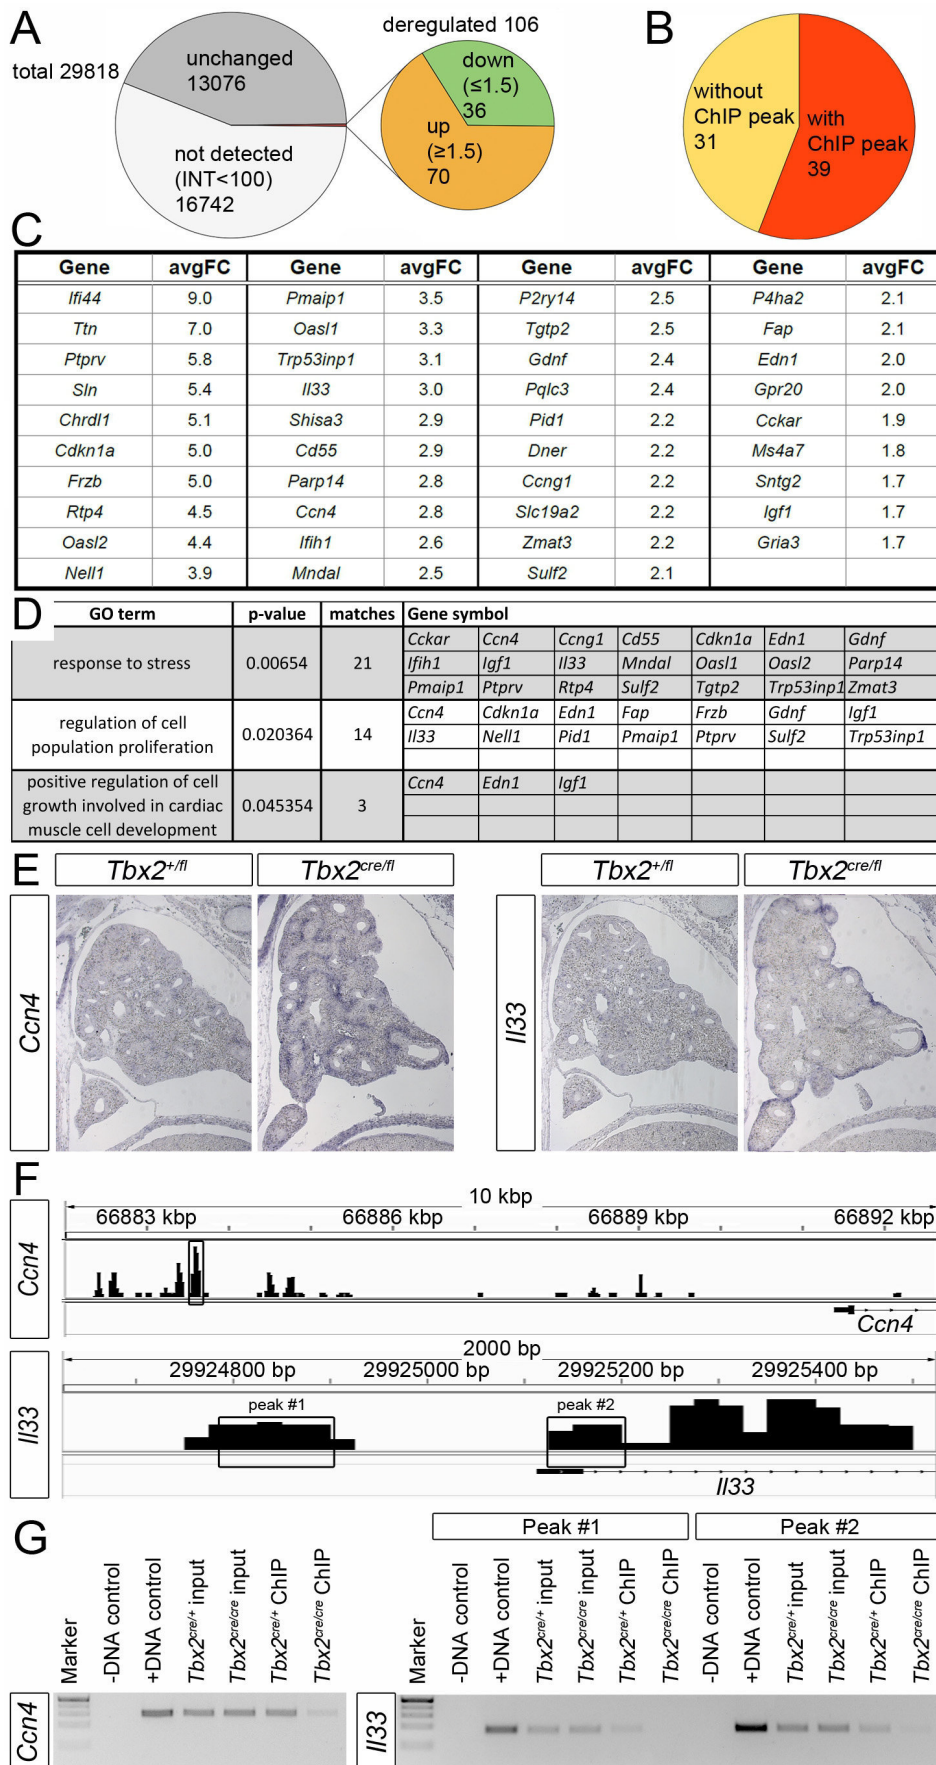 A
total 29818
unchanged
13076
not detected
(INT<100)
16742
deregulated 106
down
(≤1.5)
36
up
(≥1.5)
70
B
without
ChIP peak
31
with
ChIP peak
39
C
Gene avgFC Gene avgFC Gene avgFC Gene avgFC
Ifi44 9.0 Pmaip1 3.5 P2ry14 2.5 P4ha2 2.1
Ttn 7.0 Oasl1 3.3 Tgtp2 2.5 Fap 2.1
Ptprv 5.8 Trp53inp1 3.1 Gdnf 2.4 Edn1 2.0
Sln 5.4 Il33 3.0 Pqlc3 2.4 Gpr20 2.0
Chrdl1 5.1 Shisa3 2.9 Pid1 2.2 Cckar 1.9
Cdkn1a 5.0 Cd55 2.9 Dner 2.2 Ms4a7 1.8
Frzb 5.0 Parp14 2.8 Ccng1 2.2 Sntg2 1.7
Rtp4 4.5 Ccn4 2.8 Slc19a2 2.2 Igf1 1.7
Oasl2 4.4 Ifih1 2.6 Zmat3 2.2 Gria3 1.7
Nell1 3.9 Mndal 2.5 Sulf2 2.1
D
GO term p-value matches Gene symbol
response to stress 0.00654 21
Cckar Ccn4 Ccng1 Cd55 Cdkn1a Edn1 Gdnf
Ifih1 Igf1 Il33 Mndal Oasl1 Oasl2 Parp14
Pmaip1 Ptprv Rtp4 Sulf2 Tgtp2 Trp53inp1 Zmat3
regulation of cell
population proliferation
0.020364 14
Ccn4 Cdkn1a Edn1 Fap Frzb Gdnf Igf1
Il33 Nell1 Pid1 Pmaip1 Ptprv Sulf2 Trp53inp1
positive regulation of cell
growth involved in cardiac
muscle cell development
0.045354 3
Ccn4 Edn1 Igf1
E
Tbx2+/fl Tbx2cre/fl Tbx2+/fl Tbx2cre/fl
Ccn4
Il33
F
10 kbp
66883 kbp 66886 kbp 66889 kbp 66892 kbp
Ccn4
Ccn4
2000 bp
29924800 bp 29925000 bp 29925200 bp 29925400 bp
peak #1 peak #2
Il33
Il33
G
Peak #1 Peak #2
Marker
-DNA control
+DNA control
Tbx2cre/+ input
Tbx2cre/cre input
Tbx2cre/+ ChIP
Tbx2cre/cre ChIP
Ccn4
Marker
-DNA control
+DNA control
Tbx2cre/+ input
Tbx2cre/cre input
Tbx2cre/+ ChIP
Tbx2cre/cre ChIP
-DNA control
+DNA control
Tbx2cre/+ input
Tbx2cre/cre input
Tbx2cre/+ ChIP
Tbx2cre/cre ChIP
Il33